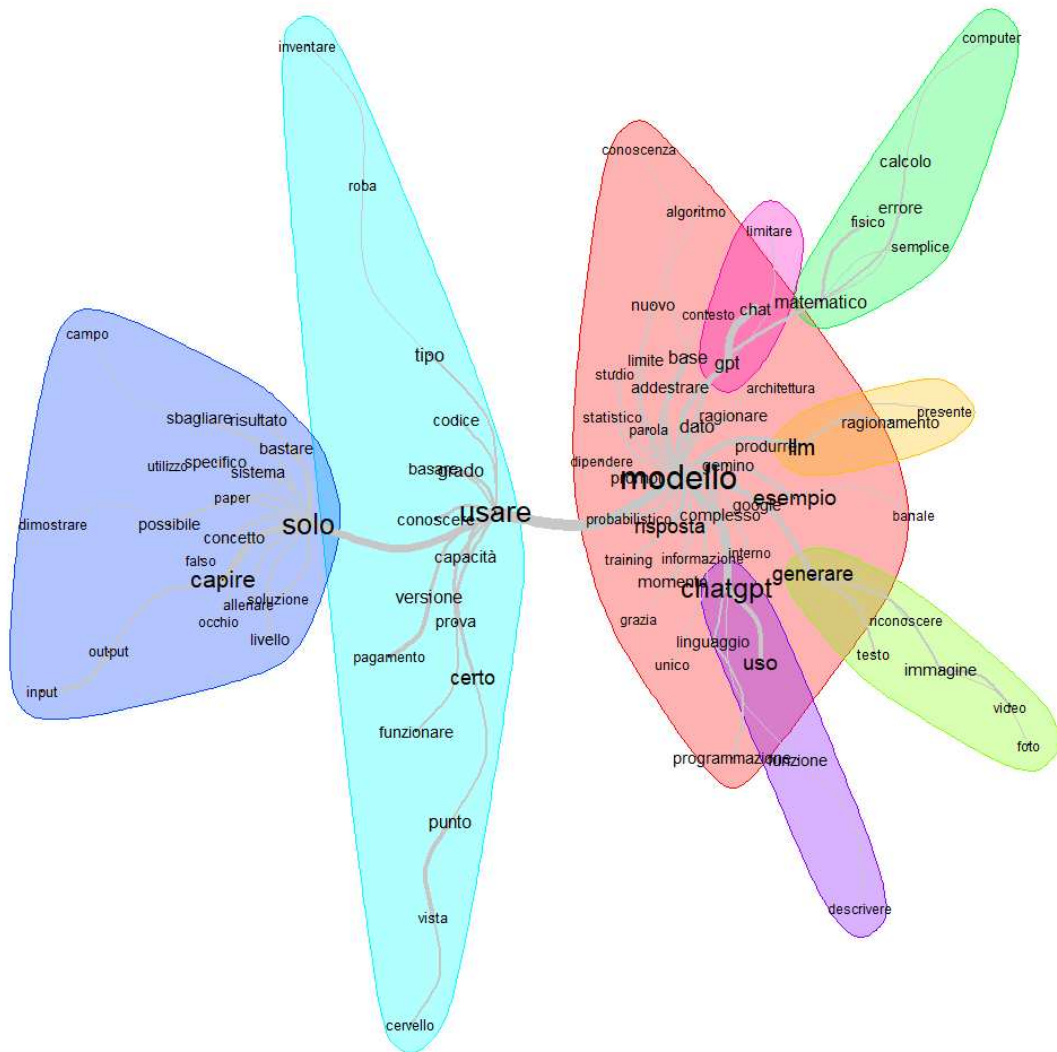 computer
inventare
conoscenza
calcolo
roba
algoritmo
errore
fisico
limitare
semplice
matematico
nuovo
contesto
chat
campo
tipo
limite
base
gpt
studio
addestrare
architettura
sbagliare
risultato
codice
statistico
ragionare
presente
parola
dato
ragionamento
bastare
produrre
llm
utilizzo
specifico
sistema
basare
grado
dipendere
prompt
gemino
modello
paper
esempio
google
dimostrare
possibile
solo
conoscere
usare
probabilistico
risposta
complesso
banale
concetto
falso
capacità
training
informazione
interno
capire
generare
momento
chatgpt
allenare
soluzione
versione
occhio
prova
grazia
riconoscere
livello
linguaggio
output
pagamento
unico
uso
testo
immagine
input
certo
video
funzionare
foto
programmazione
funzione
punto
vista
descrivere
cervello